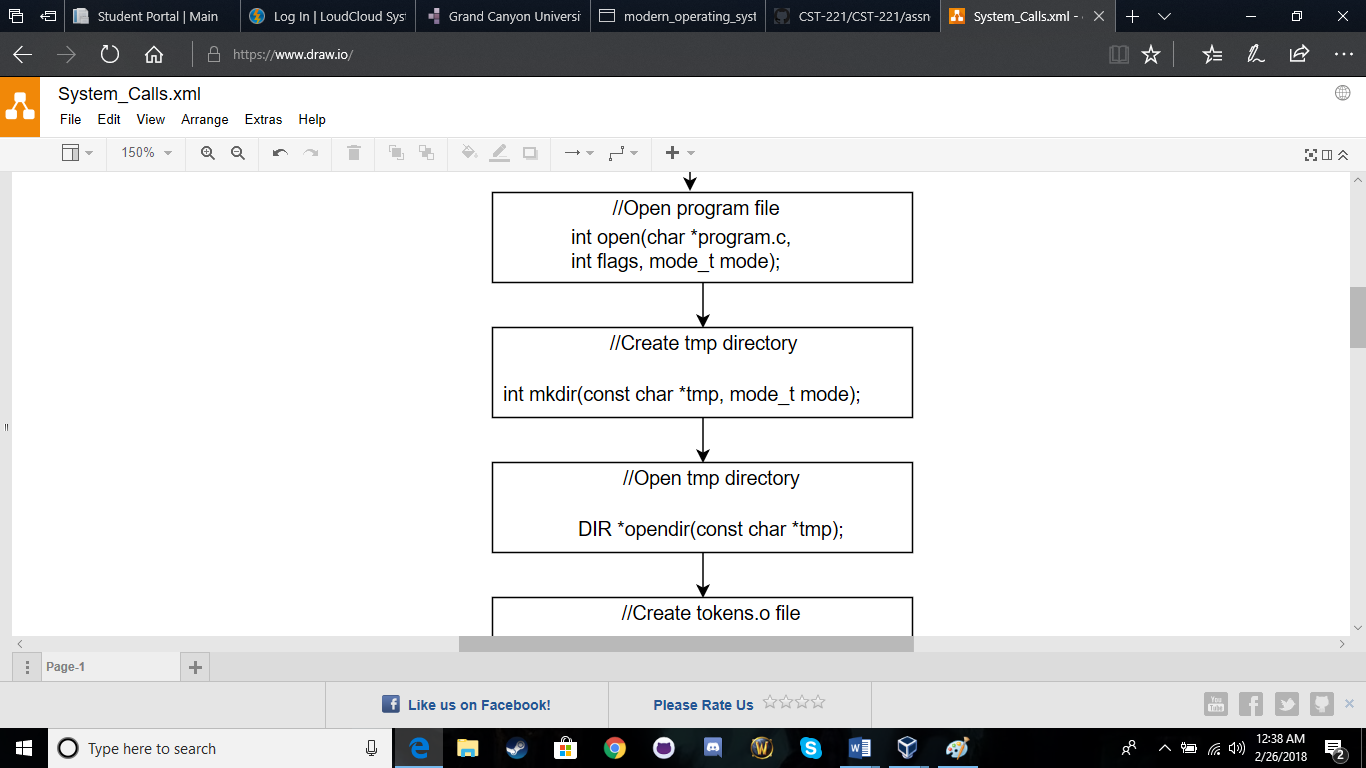 Student Portal | Main
Log In | LoudCloud Syst
Grand Canyon Universi
modern_operating_syst
CST-221/CST-221/assn
System_Calls.xml -
https://www.draw.io/
System_Calls.xml
File Edit View Arrange Extras Help
150%
//Open program file
int open(char *program.c,
int flags, mode_t mode);
//Create tmp directory
int mkdir(const char *tmp, mode_t mode);
//Open tmp directory
DIR *opendir(const char *tmp);
//Create tokens.o file
Page-1
Like us on Facebook!
Please Rate Us
You
Tube
Type here to search
12:38 AM
2/26/2018
2